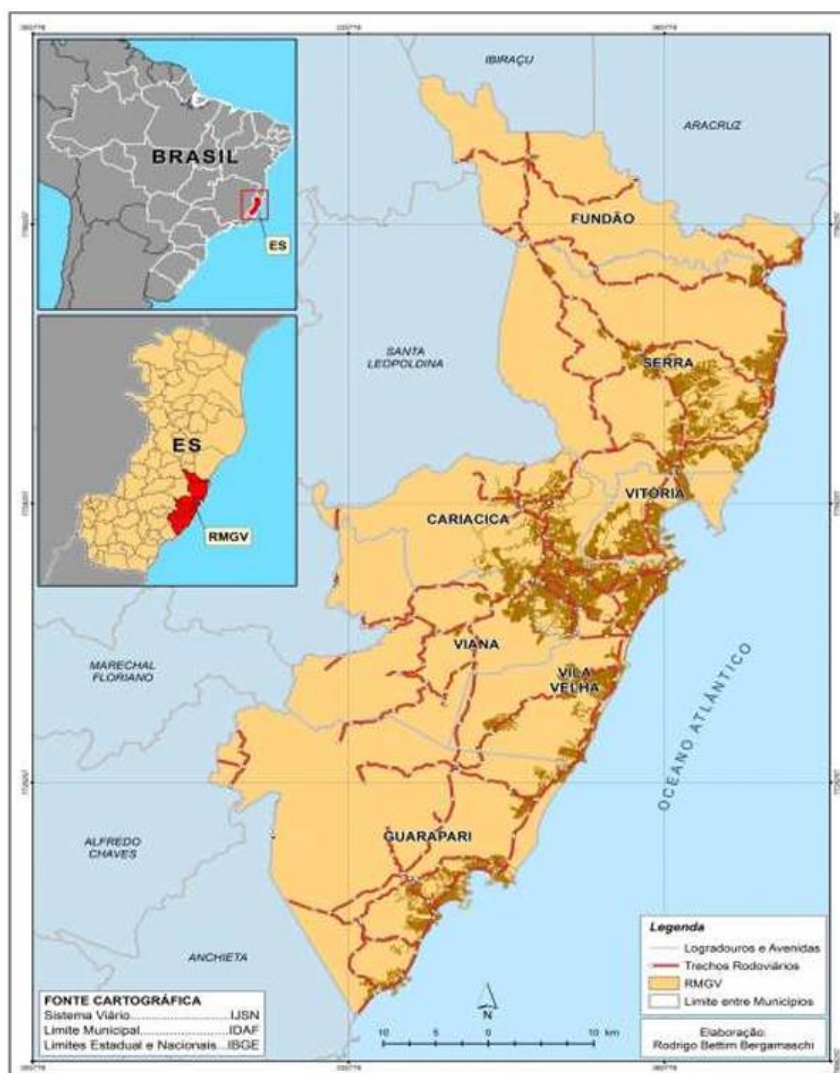 BRASIL
ES
ES
RMGV
IBIRAÇU
ARACRUZ
FUNDÃO
SANTA
LEOPOLDINA
SERRA
VITÓRIA
CARIACICA
MARECHAL
FLORIANO
VIANA
VILA
VELHA
OCEANO ATLÂNTICO
ALFREDO
CHAVES
GUARAPARI
ANCHIETA
Legenda
Logradouros e Avenidas
Trechos Rodoviários
RMGV
Limite entre Municípios
FONTE CARTOGRÁFICA
Sistema Viário......................IJSN
Limite Municipal..................IDAF
Limites Estadual e Nacionais...IBGE
N
10 5 0 10 km
Elaboração:
Rodrigo Bettim Bergamaschi